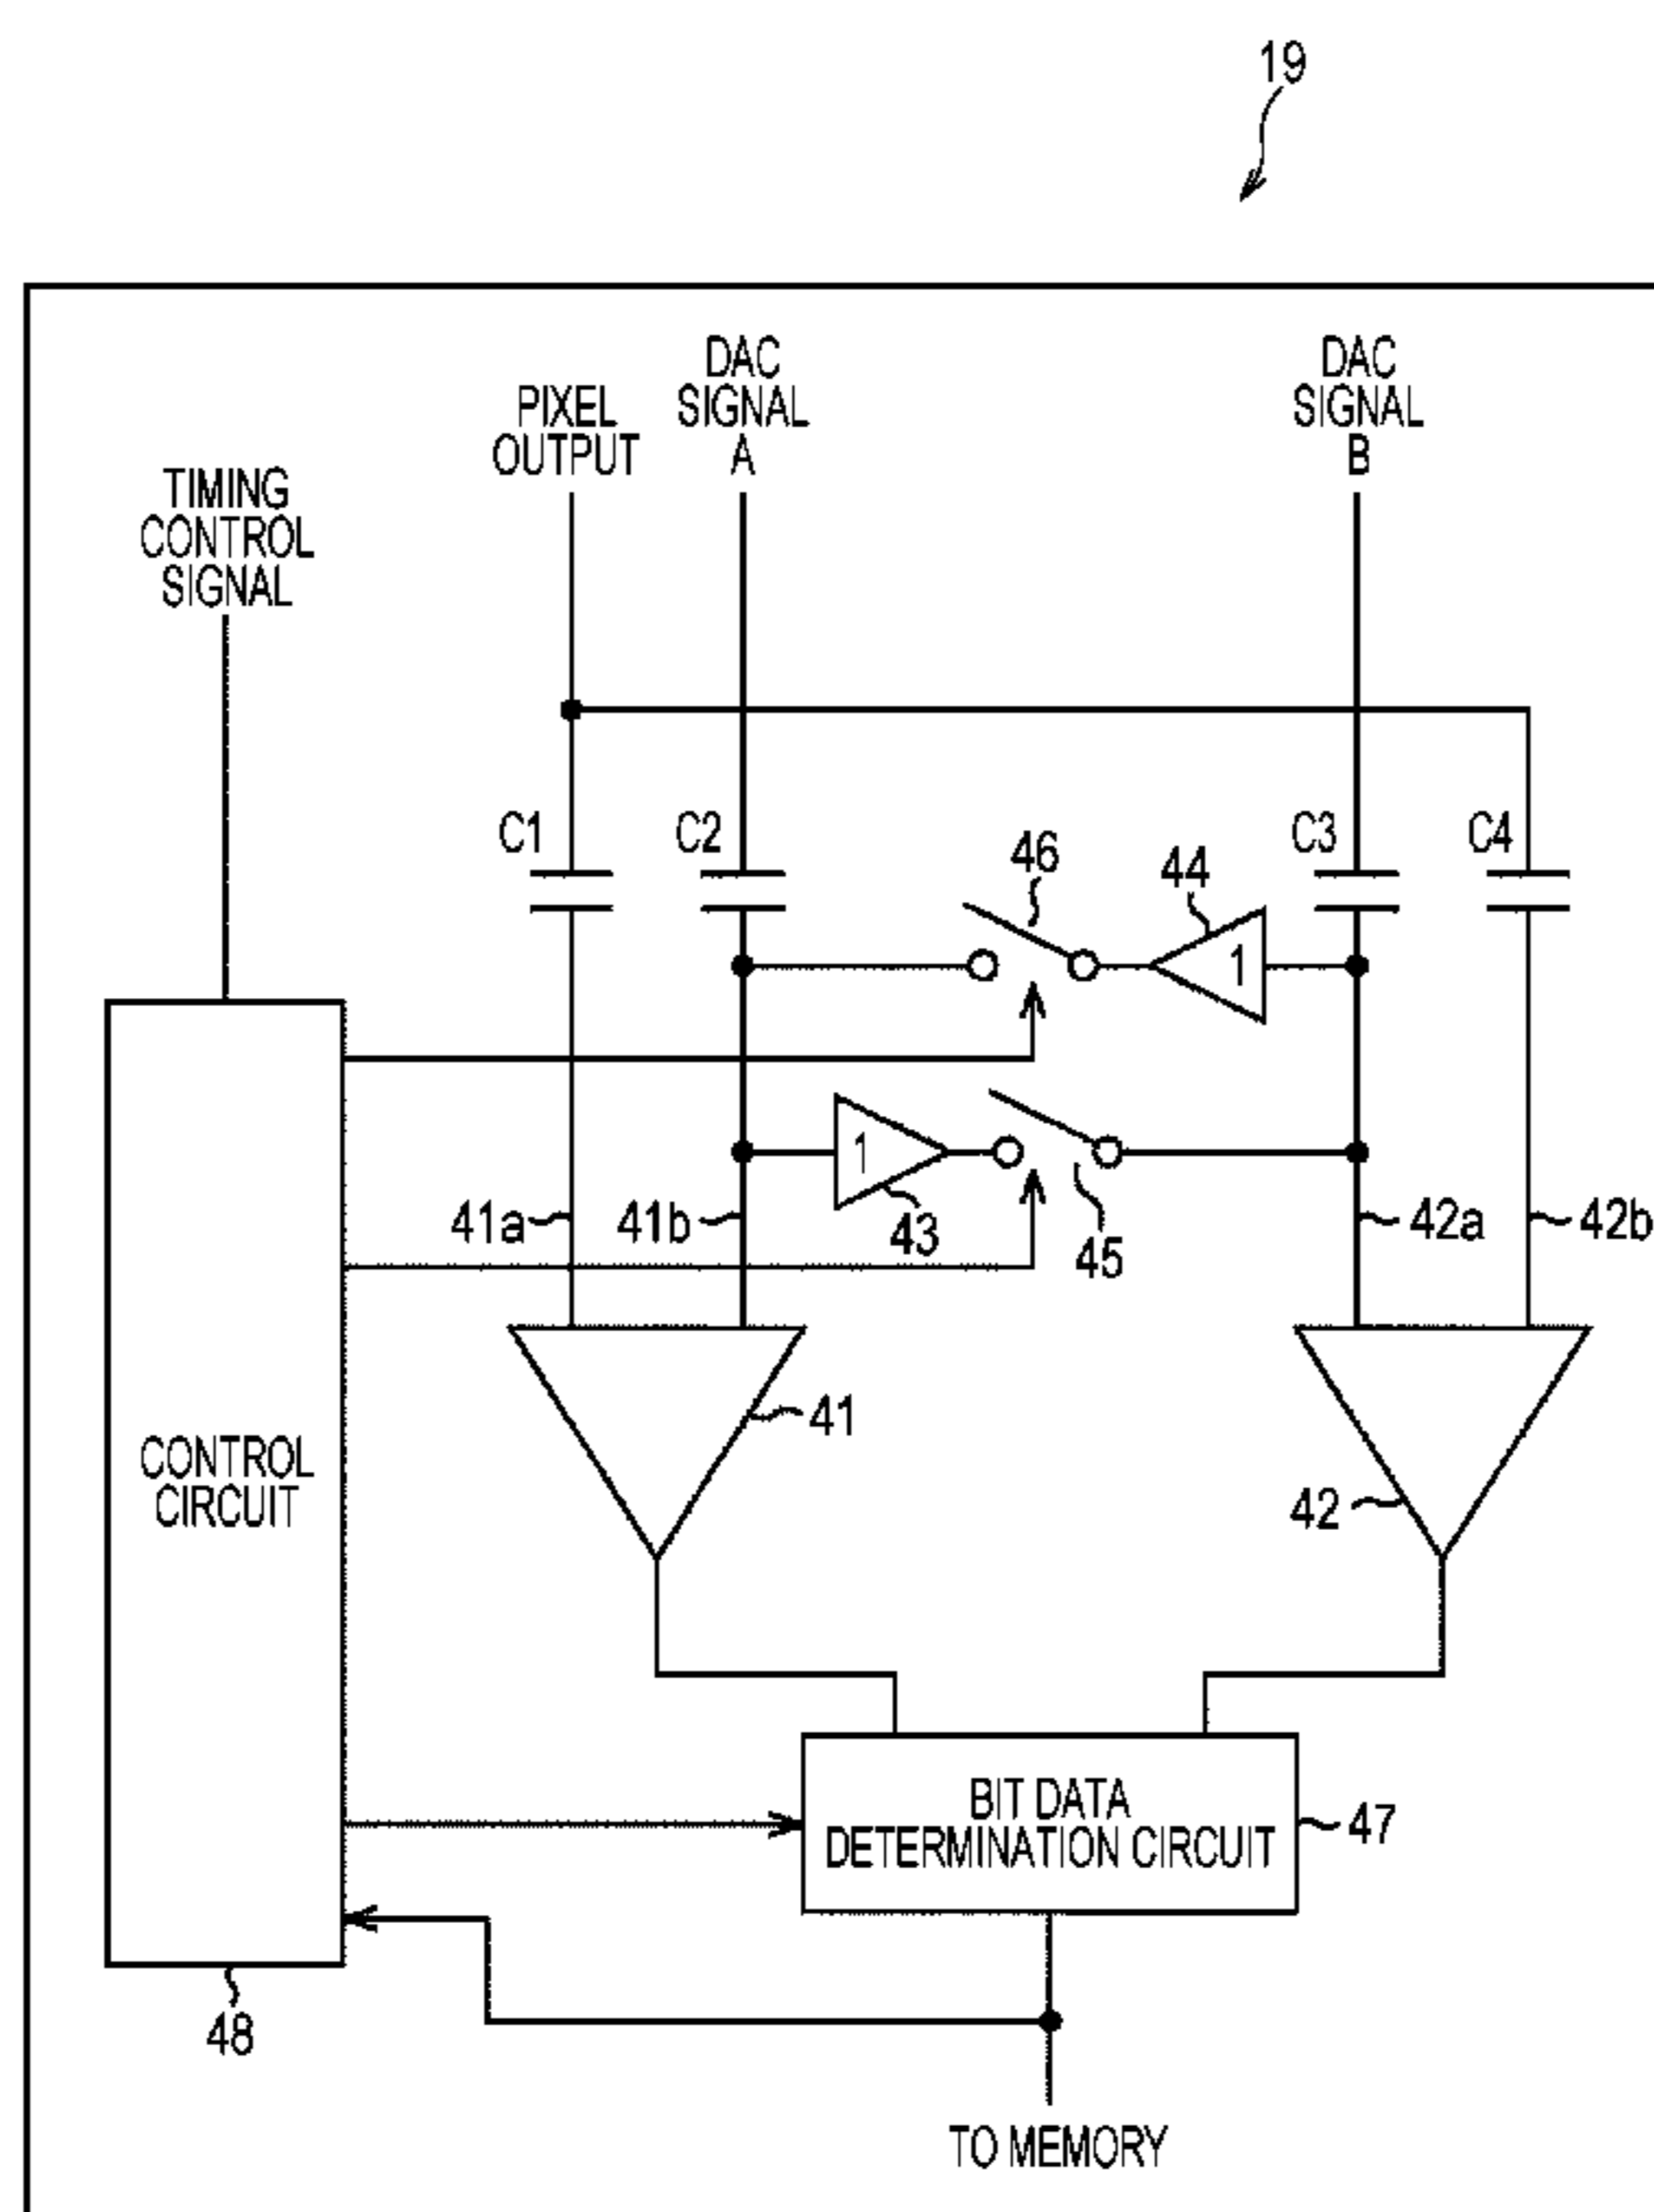 19
DAC
SIGNAL
A
DAC
SIGNAL
B
PIXEL
OUTPUT
TIMING
CONTROL
SIGNAL
C1
C2
46
44
C3
C4
1
1
41a
41b
43
45
42a
42b
41
42
CONTROL
CIRCUIT
BIT DATA
DETERMINATION CIRCUIT
47
48
TO MEMORY